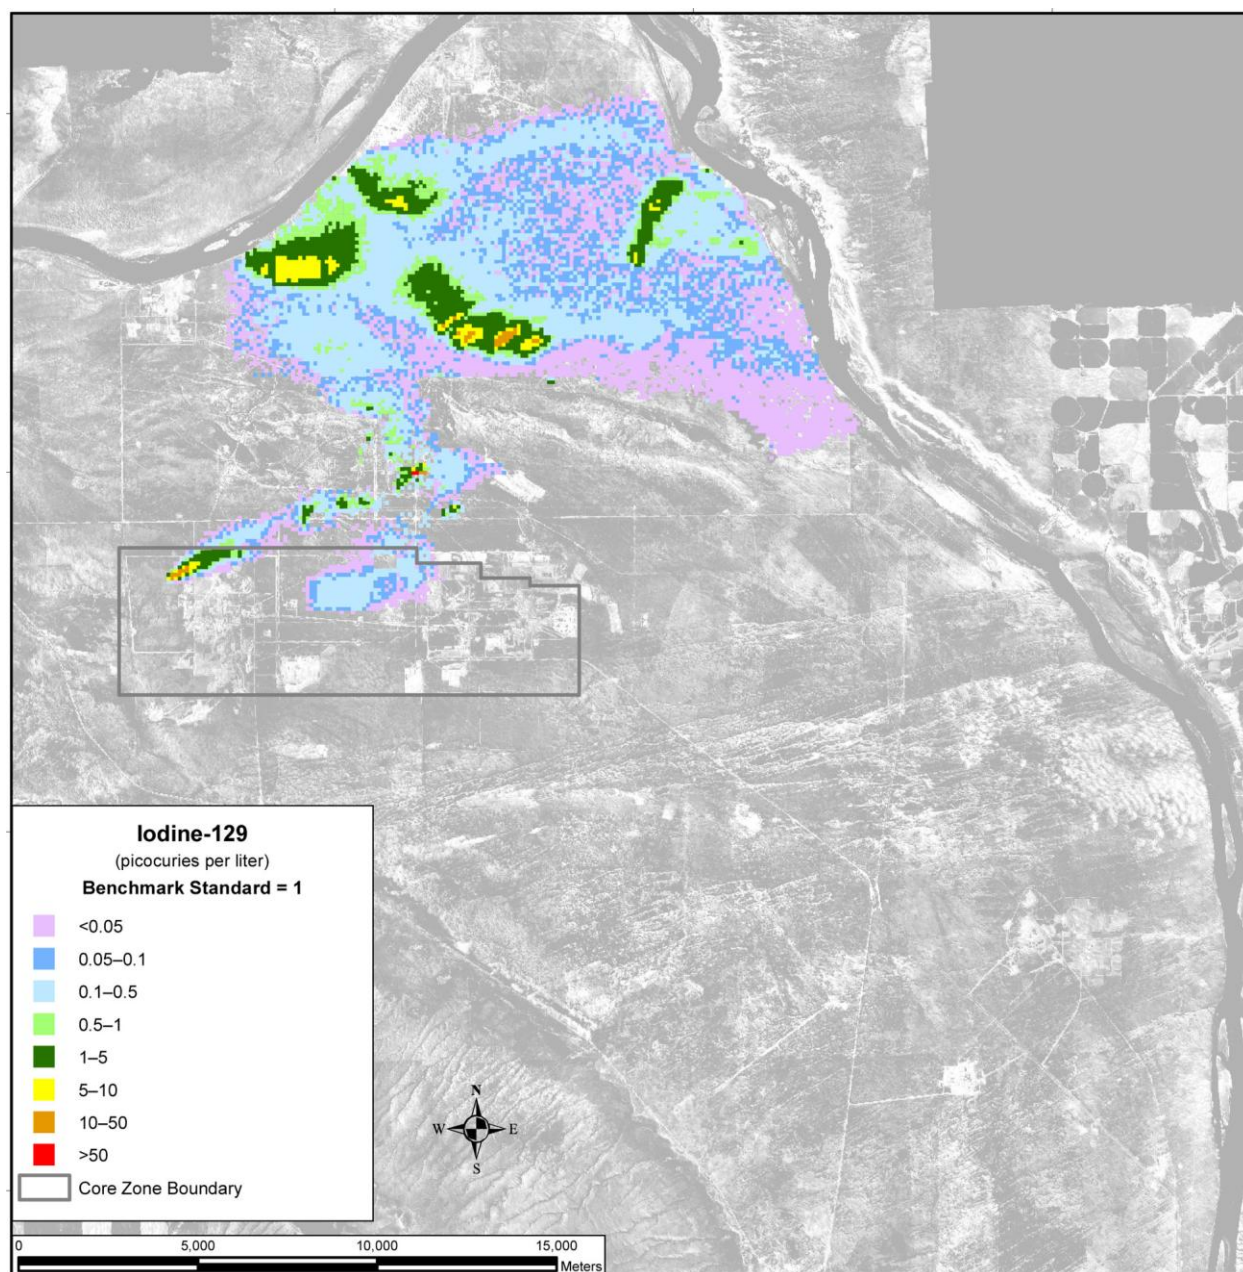 Iodine-129
(picocuries per liter)
Benchmark Standard = 1
<0.05
0.05–0.1
0.1–0.5
0.5–1
1–5
5–10
10–50
>50
Core Zone Boundary
N
W E
S
0 5,000 10,000 15,000
Meters